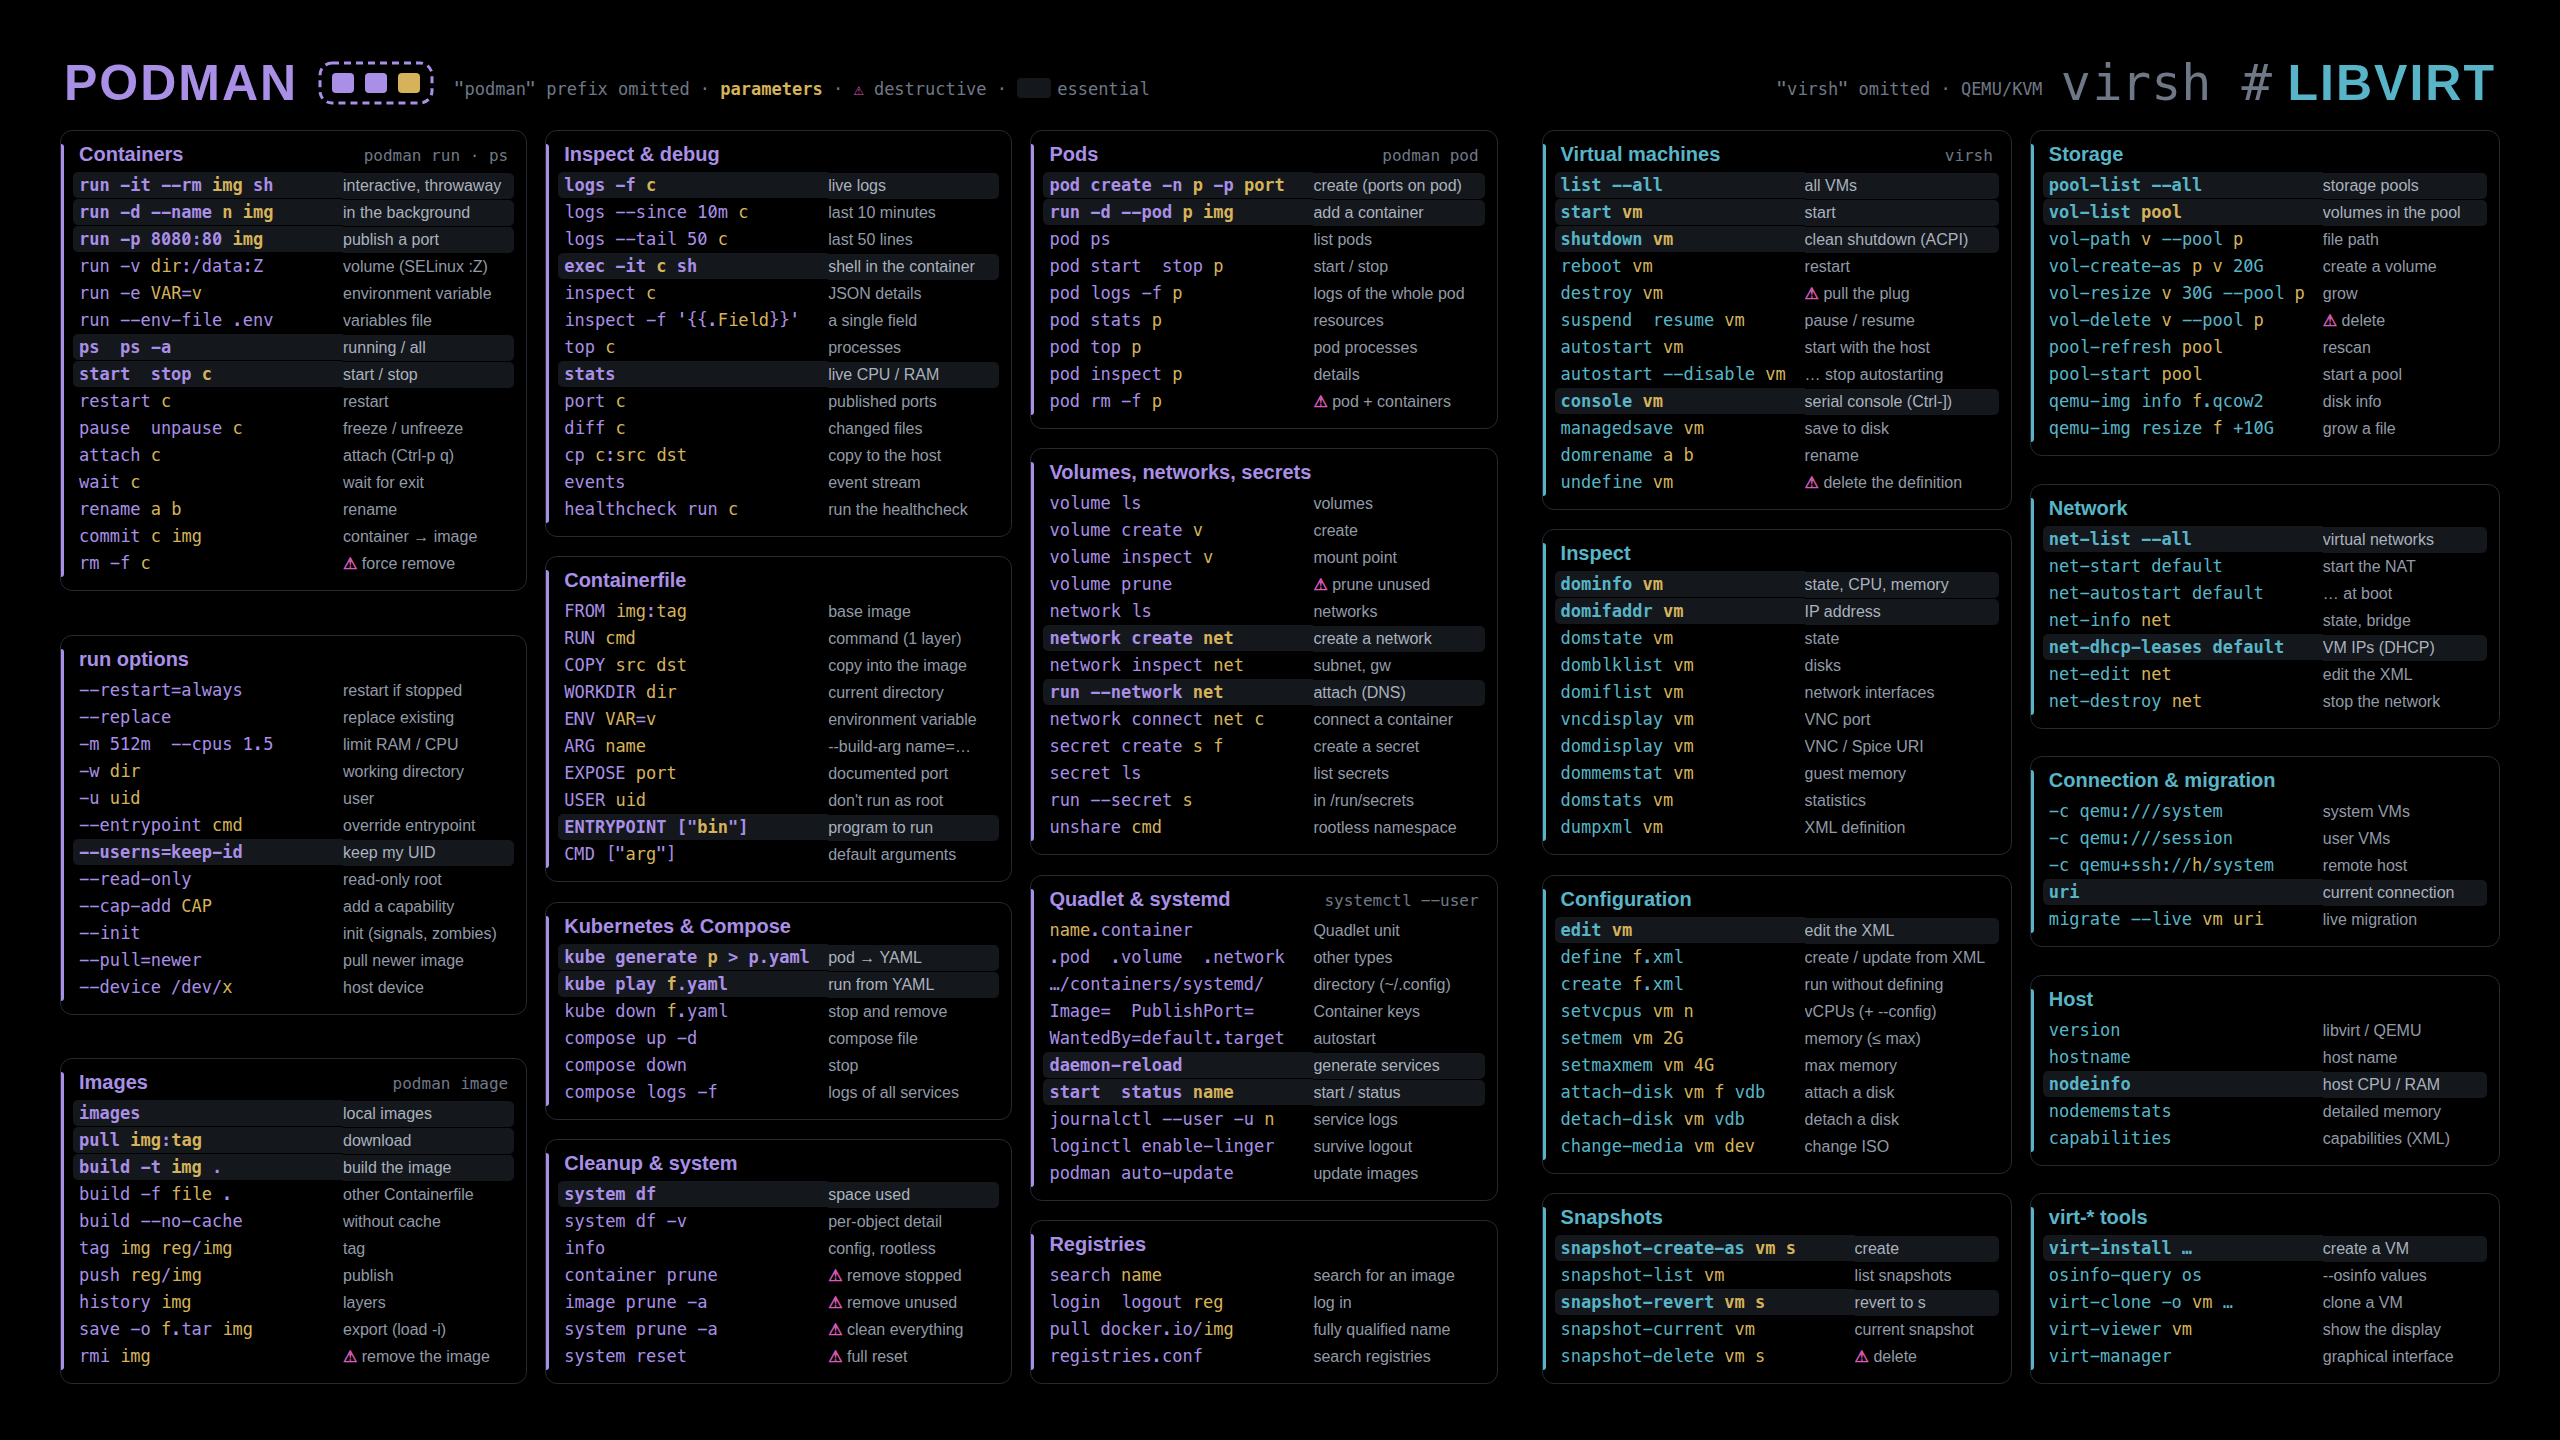 PODMAN "podman" prefix omitted · parameters · ⚠ destructive · essential
"virsh" omitted · QEMU/KVM virsh # LIBVIRT
Containers podman run · ps
run -it --rm img sh interactive, throwaway
run -d --name n img in the background
run -p 8080:80 img publish a port
run -v dir:/data:Z volume (SELinux :Z)
run -e VAR=v environment variable
run --env-file .env variables file
ps ps -a running / all
start stop c start / stop
restart c restart
pause unpause c freeze / unfreeze
attach c attach (Ctrl-p q)
wait c wait for exit
rename a b rename
commit c img container → image
rm -f c ⚠ force remove
run options
--restart=always restart if stopped
--replace replace existing
-m 512m --cpus 1.5 limit RAM / CPU
-w dir working directory
-u uid user
--entrypoint cmd override entrypoint
--userns=keep-id keep my UID
--read-only read-only root
--cap-add CAP add a capability
--init init (signals, zombies)
--pull=newer pull newer image
--device /dev/x host device
Images podman image
images local images
pull img:tag download
build -t img . build the image
build -f file . other Containerfile
build --no-cache without cache
tag img reg/img tag
push reg/img publish
history img layers
save -o f.tar img export (load -i)
rmi img ⚠ remove the image
Inspect & debug
logs -f c live logs
logs --since 10m c last 10 minutes
logs --tail 50 c last 50 lines
exec -it c sh shell in the container
inspect c JSON details
inspect -f '{{.Field}}' a single field
top c processes
stats live CPU / RAM
port c published ports
diff c changed files
cp c:src dst copy to the host
events event stream
healthcheck run c run the healthcheck
Containerfile
FROM img:tag base image
RUN cmd command (1 layer)
COPY src dst copy into the image
WORKDIR dir current directory
ENV VAR=v environment variable
ARG name --build-arg name=…
EXPOSE port documented port
USER uid don't run as root
ENTRYPOINT ["bin"] program to run
CMD ["arg"] default arguments
Kubernetes & Compose
kube generate p > p.yaml pod → YAML
kube play f.yaml run from YAML
kube down f.yaml stop and remove
compose up -d compose file
compose down stop
compose logs -f logs of all services
Cleanup & system
system df space used
system df -v per-object detail
info config, rootless
container prune ⚠ remove stopped
image prune -a ⚠ remove unused
system prune -a ⚠ clean everything
system reset ⚠ full reset
Pods podman pod
pod create -n p -p port create (ports on pod)
run -d --pod p img add a container
pod ps list pods
pod start stop p start / stop
pod logs -f p logs of the whole pod
pod stats p resources
pod top p pod processes
pod inspect p details
pod rm -f p ⚠ pod + containers
Volumes, networks, secrets
volume ls volumes
volume create v create
volume inspect v mount point
volume prune ⚠ prune unused
network ls networks
network create net create a network
network inspect net subnet, gw
run --network net attach (DNS)
network connect net c connect a container
secret create s f create a secret
secret ls list secrets
run --secret s in /run/secrets
unshare cmd rootless namespace
Quadlet & systemd systemctl --user
name.container Quadlet unit
.pod .volume .network other types
…/containers/systemd/ directory (~/.config)
Image= PublishPort= Container keys
WantedBy=default.target autostart
daemon-reload generate services
start status name start / status
journalctl --user -u n service logs
loginctl enable-linger survive logout
podman auto-update update images
Registries
search name search for an image
login logout reg log in
pull docker.io/img fully qualified name
registries.conf search registries
Virtual machines virsh
list --all all VMs
start vm start
shutdown vm clean shutdown (ACPI)
reboot vm restart
destroy vm ⚠ pull the plug
suspend resume vm pause / resume
autostart vm start with the host
autostart --disable vm … stop autostarting
console vm serial console (Ctrl-])
managedsave vm save to disk
domrename a b rename
undefine vm ⚠ delete the definition
Inspect
dominfo vm state, CPU, memory
domifaddr vm IP address
domstate vm state
domblklist vm disks
domiflist vm network interfaces
vncdisplay vm VNC port
domdisplay vm VNC / Spice URI
dommemstat vm guest memory
domstats vm statistics
dumpxml vm XML definition
Configuration
edit vm edit the XML
define f.xml create / update from XML
create f.xml run without defining
setvcpus vm n vCPUs (+ --config)
setmem vm 2G memory (≤ max)
setmaxmem vm 4G max memory
attach-disk vm f vdb attach a disk
detach-disk vm vdb detach a disk
change-media vm dev change ISO
Snapshots
snapshot-create-as vm s create
snapshot-list vm list snapshots
snapshot-revert vm s revert to s
snapshot-current vm current snapshot
snapshot-delete vm s ⚠ delete
Storage
pool-list --all storage pools
vol-list pool volumes in the pool
vol-path v --pool p file path
vol-create-as p v 20G create a volume
vol-resize v 30G --pool p grow
vol-delete v --pool p ⚠ delete
pool-refresh pool rescan
pool-start pool start a pool
qemu-img info f.qcow2 disk info
qemu-img resize f +10G grow a file
Network
net-list --all virtual networks
net-start default start the NAT
net-autostart default … at boot
net-info net state, bridge
net-dhcp-leases default VM IPs (DHCP)
net-edit net edit the XML
net-destroy net stop the network
Connection & migration
-c qemu:///system system VMs
-c qemu:///session user VMs
-c qemu+ssh://h/system remote host
uri current connection
migrate --live vm uri live migration
Host
version libvirt / QEMU
hostname host name
nodeinfo host CPU / RAM
nodememstats detailed memory
capabilities capabilities (XML)
virt-* tools
virt-install … create a VM
osinfo-query os --osinfo values
virt-clone -o vm … clone a VM
virt-viewer vm show the display
virt-manager graphical interface